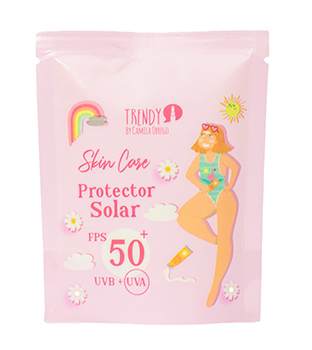 TRENDY
BY CAMILA ORREGO
Skin Care
Protector
Solar
FPS 50+
UVB + UVA